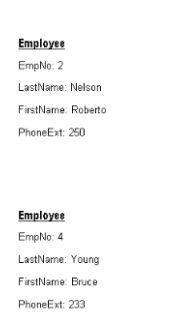 Employee
EmpNo: 2
LastName: Nelson
FirstName: Roberto
PhoneExt: 250
Employee
EmpNo: 4
LastName: Young
FirstName: Bruce
PhoneExt: 233